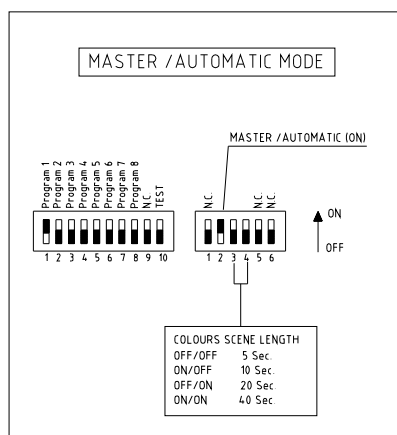 MASTER /AUTOMATIC MODE
MASTER /AUTOMATIC (ON)
Program 1
Program 2
Program 3
Program 4
Program 5
Program 6
Program 7
Program 8
N.C.
TEST
N.C.
N.C.
N.C.
ON
OFF
1 2 3 4 5 6 7 8 9 10
1 2 3 4 5 6
COLOURS SCENE LENGTH
OFF/OFF 5 Sec.
ON/OFF 10 Sec.
OFF/ON 20 Sec.
ON/ON 40 Sec.